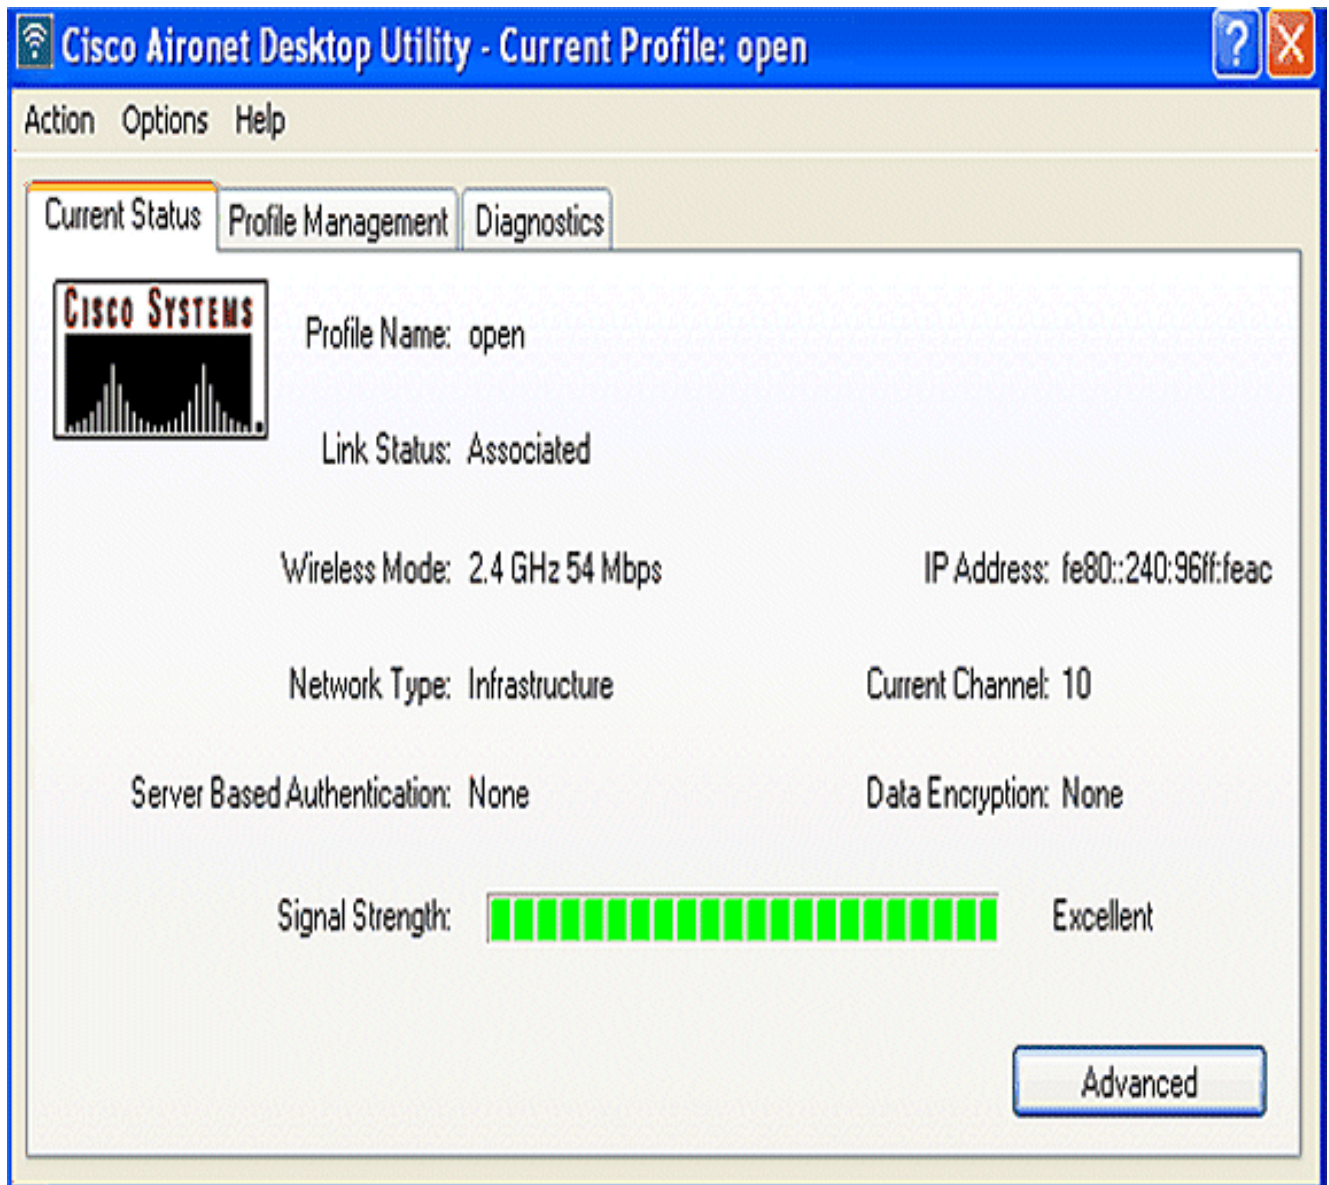 Cisco Aironet Desktop Utility - Current Profile: open
?
X
Action Options Help
Current Status Profile Management Diagnostics
CISCO SYSTEMS
Profile Name: open
Link Status: Associated
Wireless Mode: 2.4 GHz 54 Mbps IP Address: fe80::240:96ff:feac
Network Type: Infrastructure Current Channel: 10
Server Based Authentication: None Data Encryption: None
Signal Strength: Excellent
Advanced